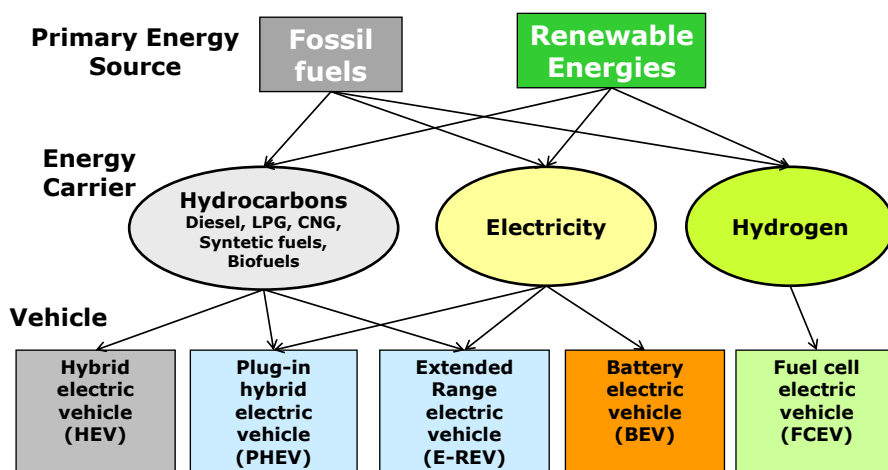 Primary Energy
Source
Fossil
fuels
Renewable
Energies
Energy
Carrier
Hydrocarbons
Diesel, LPG, CNG,
Syntetic fuels,
Biofuels
Electricity
Hydrogen
Vehicle
Hybrid
electric
vehicle
(HEV)
Plug-in
hybrid
electric
vehicle
(PHEV)
Extended
Range
electric
vehicle
(E-REV)
Battery
electric
vehicle
(BEV)
Fuel cell
electric
vehicle
(FCEV)